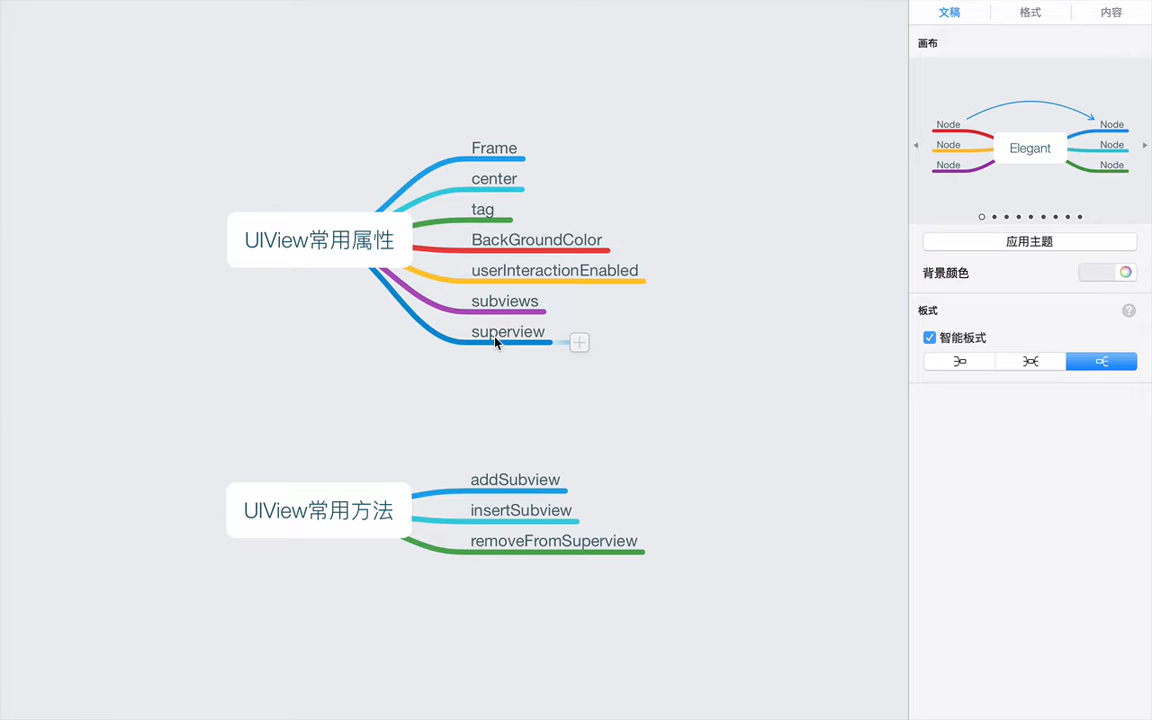 UIView常用属性
Frame
center
tag
BackGroundColor
userInteractionEnabled
subviews
superview
UIView常用方法
addSubview
insertSubview
removeFromSuperview
文稿
格式
内容
画布
Node
Node
Node
Elegant
Node
Node
Node
应用主题
背景颜色
板式
?
智能板式